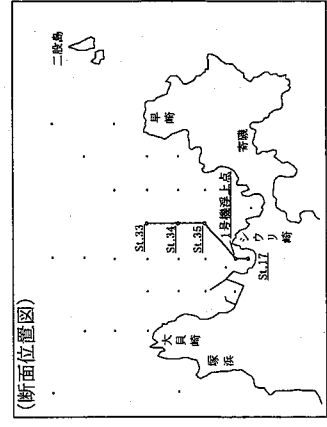 (断面位置図)
二股島
早崎
寄磯
St.33
St.34
St.35
1号機浮上点
シウリ崎
St.17
大貝崎
塚浜